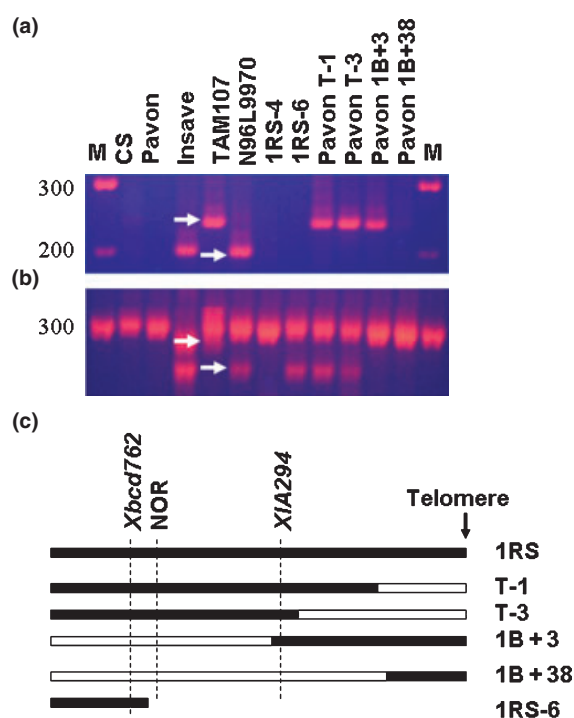 (a)
M
CS
Pavon
Insave
TAM107
N96L9970
1RS-4
1RS-6
Pavon T-1
Pavon T-3
Pavon 1B+3
Pavon 1B+38
M
300
200
(b)
300
(c)
Xbcd762
NOR
XIA294
Telomere
1RS
T-1
T-3
1B + 3
1B + 38
1RS-6